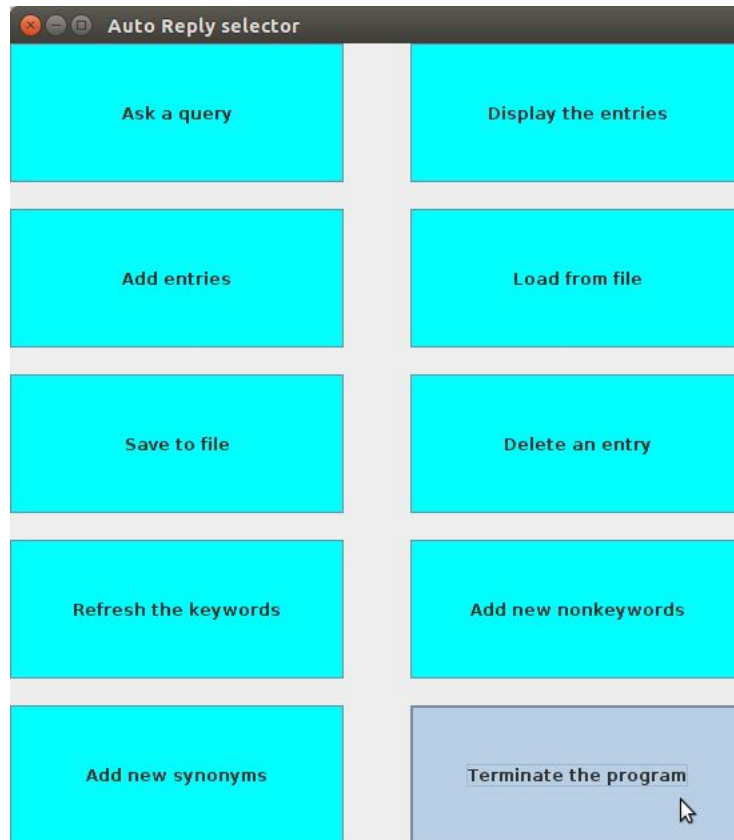 Auto Reply selector
Ask a query
Display the entries
Add entries
Load from file
Save to file
Delete an entry
Refresh the keywords
Add new nonkeywords
Add new synonyms
Terminate the program